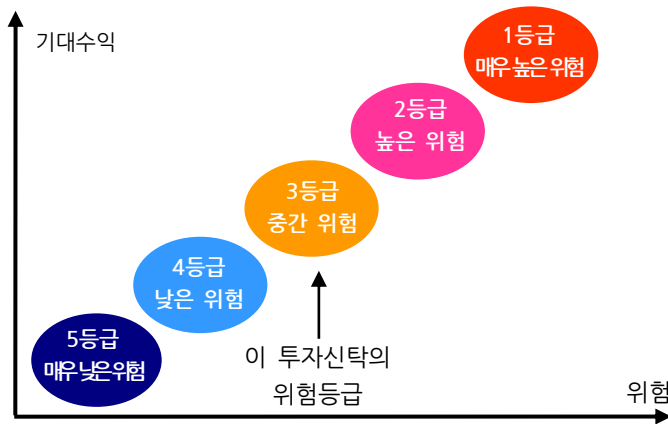 기대수익
1등급
매우 높은 위험
2등급
높은 위험
3등급
중간 위험
4등급
낮은 위험
5등급
매우 낮은 위험
이 투자신탁의
위험등급
위험